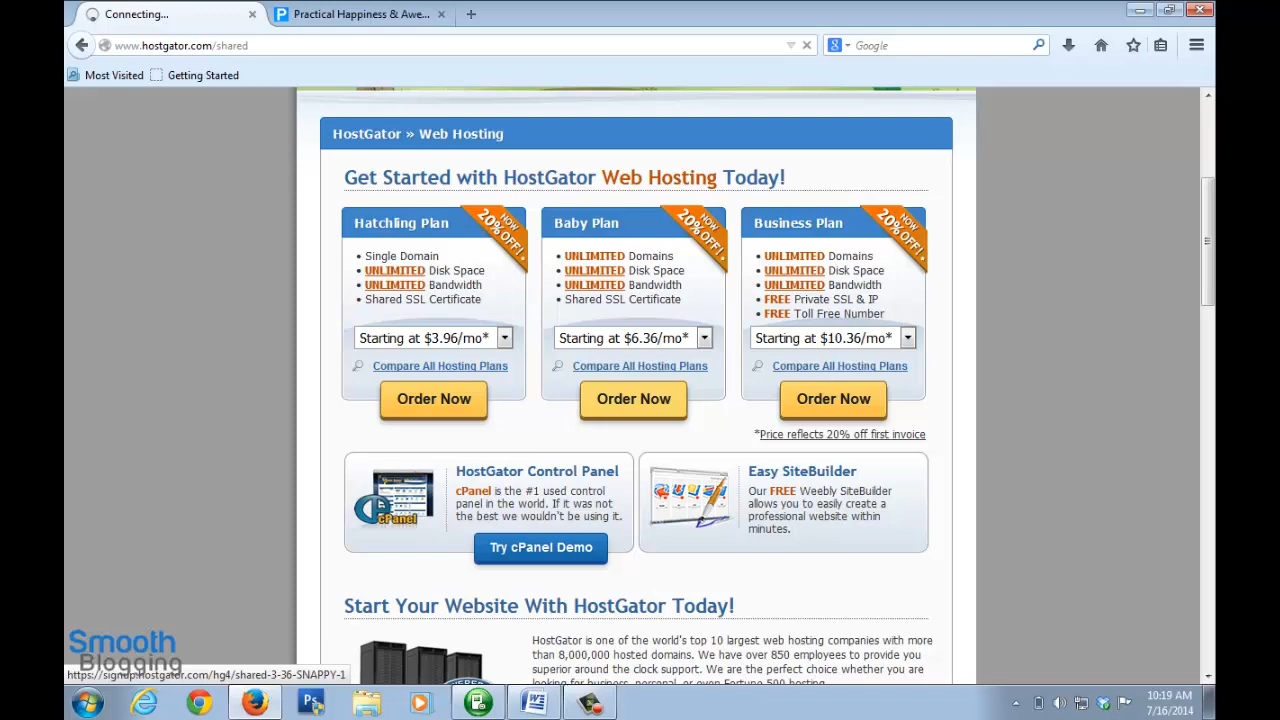 Connecting...
Practical Happiness & Awe...
www.hostgator.com/shared
Google
Most Visited
Getting Started
HostGator » Web Hosting
Get Started with HostGator Web Hosting Today!
Hatchling Plan
NOW
20% OFF!
• Single Domain
• UNLIMITED Disk Space
• UNLIMITED Bandwidth
• Shared SSL Certificate
Starting at $3.96/mo*
Compare All Hosting Plans
Order Now
Baby Plan
NOW
20% OFF!
• UNLIMITED Domains
• UNLIMITED Disk Space
• UNLIMITED Bandwidth
• Shared SSL Certificate
Starting at $6.36/mo*
Compare All Hosting Plans
Order Now
Business Plan
NOW
20% OFF!
• UNLIMITED Domains
• UNLIMITED Disk Space
• UNLIMITED Bandwidth
• FREE Private SSL & IP
• FREE Toll Free Number
Starting at $10.36/mo*
Compare All Hosting Plans
Order Now
*Price reflects 20% off first invoice
cPanel
HostGator Control Panel
cPanel is the #1 used control
panel in the world. If it was not
the best we wouldn't be using it.
Try cPanel Demo
Easy SiteBuilder
Our FREE Weebly SiteBuilder
allows you to easily create a
professional website within
minutes.
Start Your Website With HostGator Today!
HostGator is one of the world's top 10 largest web hosting companies with more
than 8,000,000 hosted domains. We have over 850 employees to provide you
superior around the clock support. We are the perfect choice whether you are
looking for business, personal, or even Fortune 500 hosting.
Smooth
Blogging
https://signup.hostgator.com/hg4/shared-3-36-SNAPPY-1
10:19 AM
7/16/2014